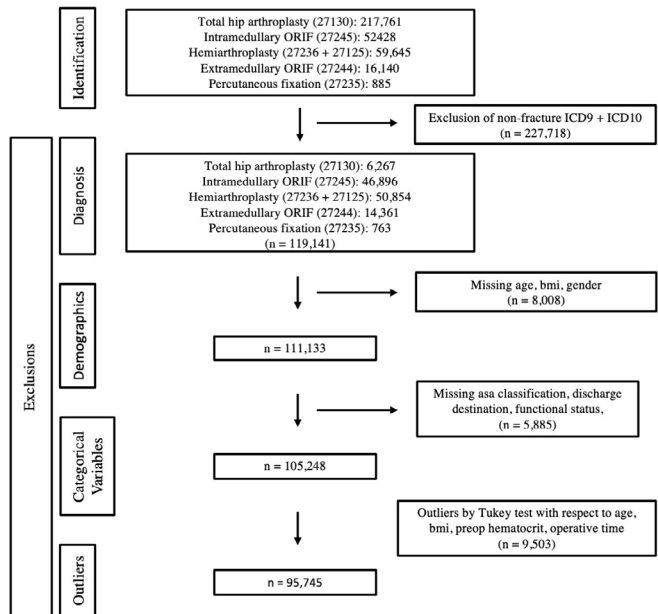 Identification
Total hip arthroplasty (27130): 217,761
Intramedullary ORIF (27245): 52428
Hemiarthroplasty (27236 + 27125): 59,645
Extramedullary ORIF (27244): 16,140
Percutaneous fixation (27235): 885
Exclusion of non-fracture ICD9 + ICD10
(n = 227,718)
Exclusions
Diagnosis
Total hip arthroplasty (27130): 6,267
Intramedullary ORIF (27245): 46,896
Hemiarthroplasty (27236 + 27125): 50,854
Extramedullary ORIF (27244): 14,361
Percutaneous fixation (27235): 763
(n = 119,141)
Missing age, bmi, gender
(n = 8,008)
Demographics
n = 111,133
Missing asa classification, discharge
destination, functional status,
(n = 5,885)
Categorical
Variables
n = 105,248
Outliers by Tukey test with respect to age,
bmi, preop hematocrit, operative time
(n = 9,503)
Outliers
n = 95,745